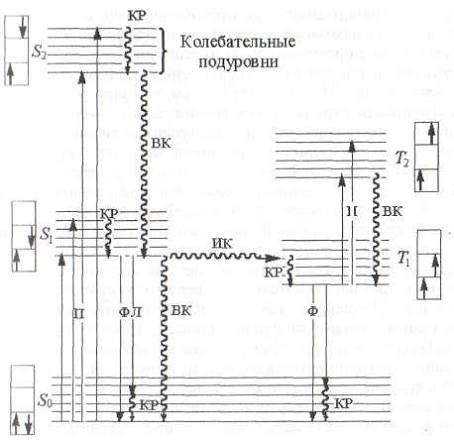 КР
S2
Колебательные
подуровни
ВК
T2
КР
П
ВК
S1
ИК
T1
КР
П
ФЛ
ВК
Ф
S0
КР
КР